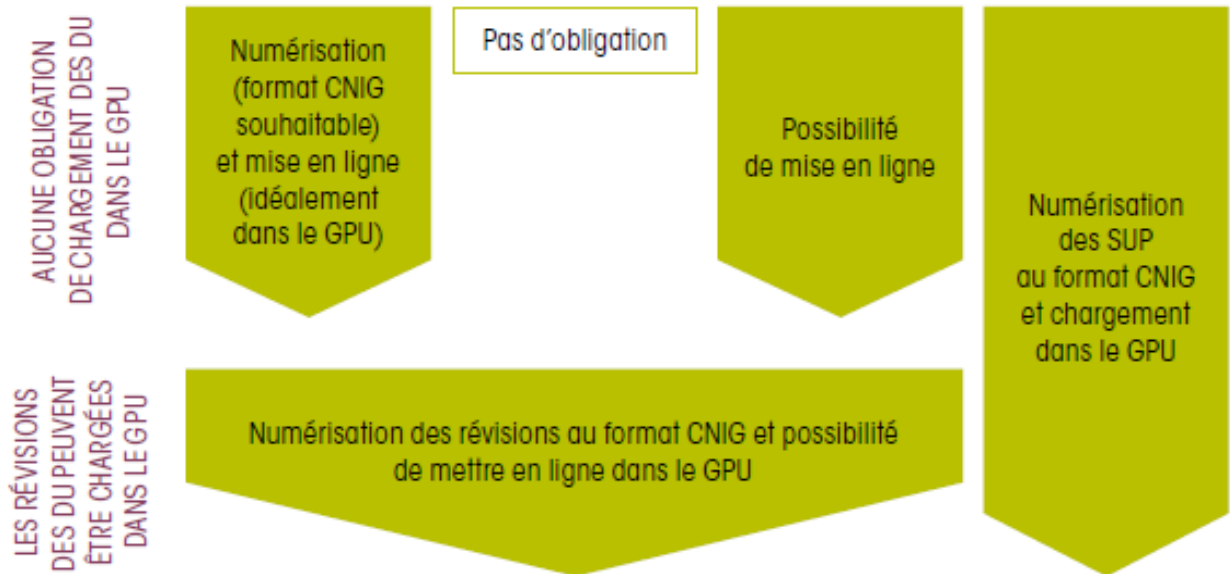 AUCUNE OBLIGATION
DE CHARGEMENT DES DU
DANS LE GPU
Numérisation
(format CNIG
souhaitable)
et mise en ligne
(idéalement
dans le GPU)
Pas d'obligation
Possibilité
de mise en ligne
Numérisation
des SUP
au format CNIG
et chargement
dans le GPU
LES RÉVISIONS
DES DU PEUVENT
ÊTRE CHARGÉES
DANS LE GPU
Numérisation des révisions au format CNIG et possibilité
de mettre en ligne dans le GPU